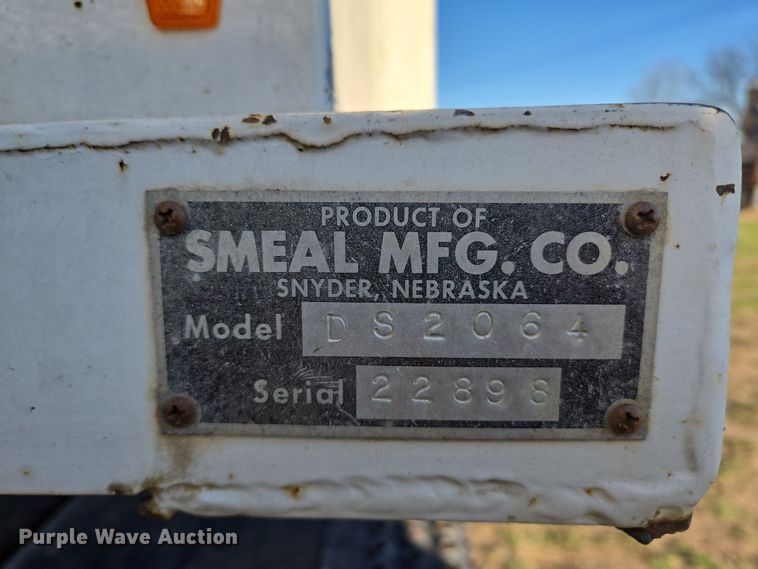 PRODUCT OF
SMEAL MFG. CO.
SNYDER, NEBRASKA
Model DS2064
Serial 22898
Purple Wave Auction